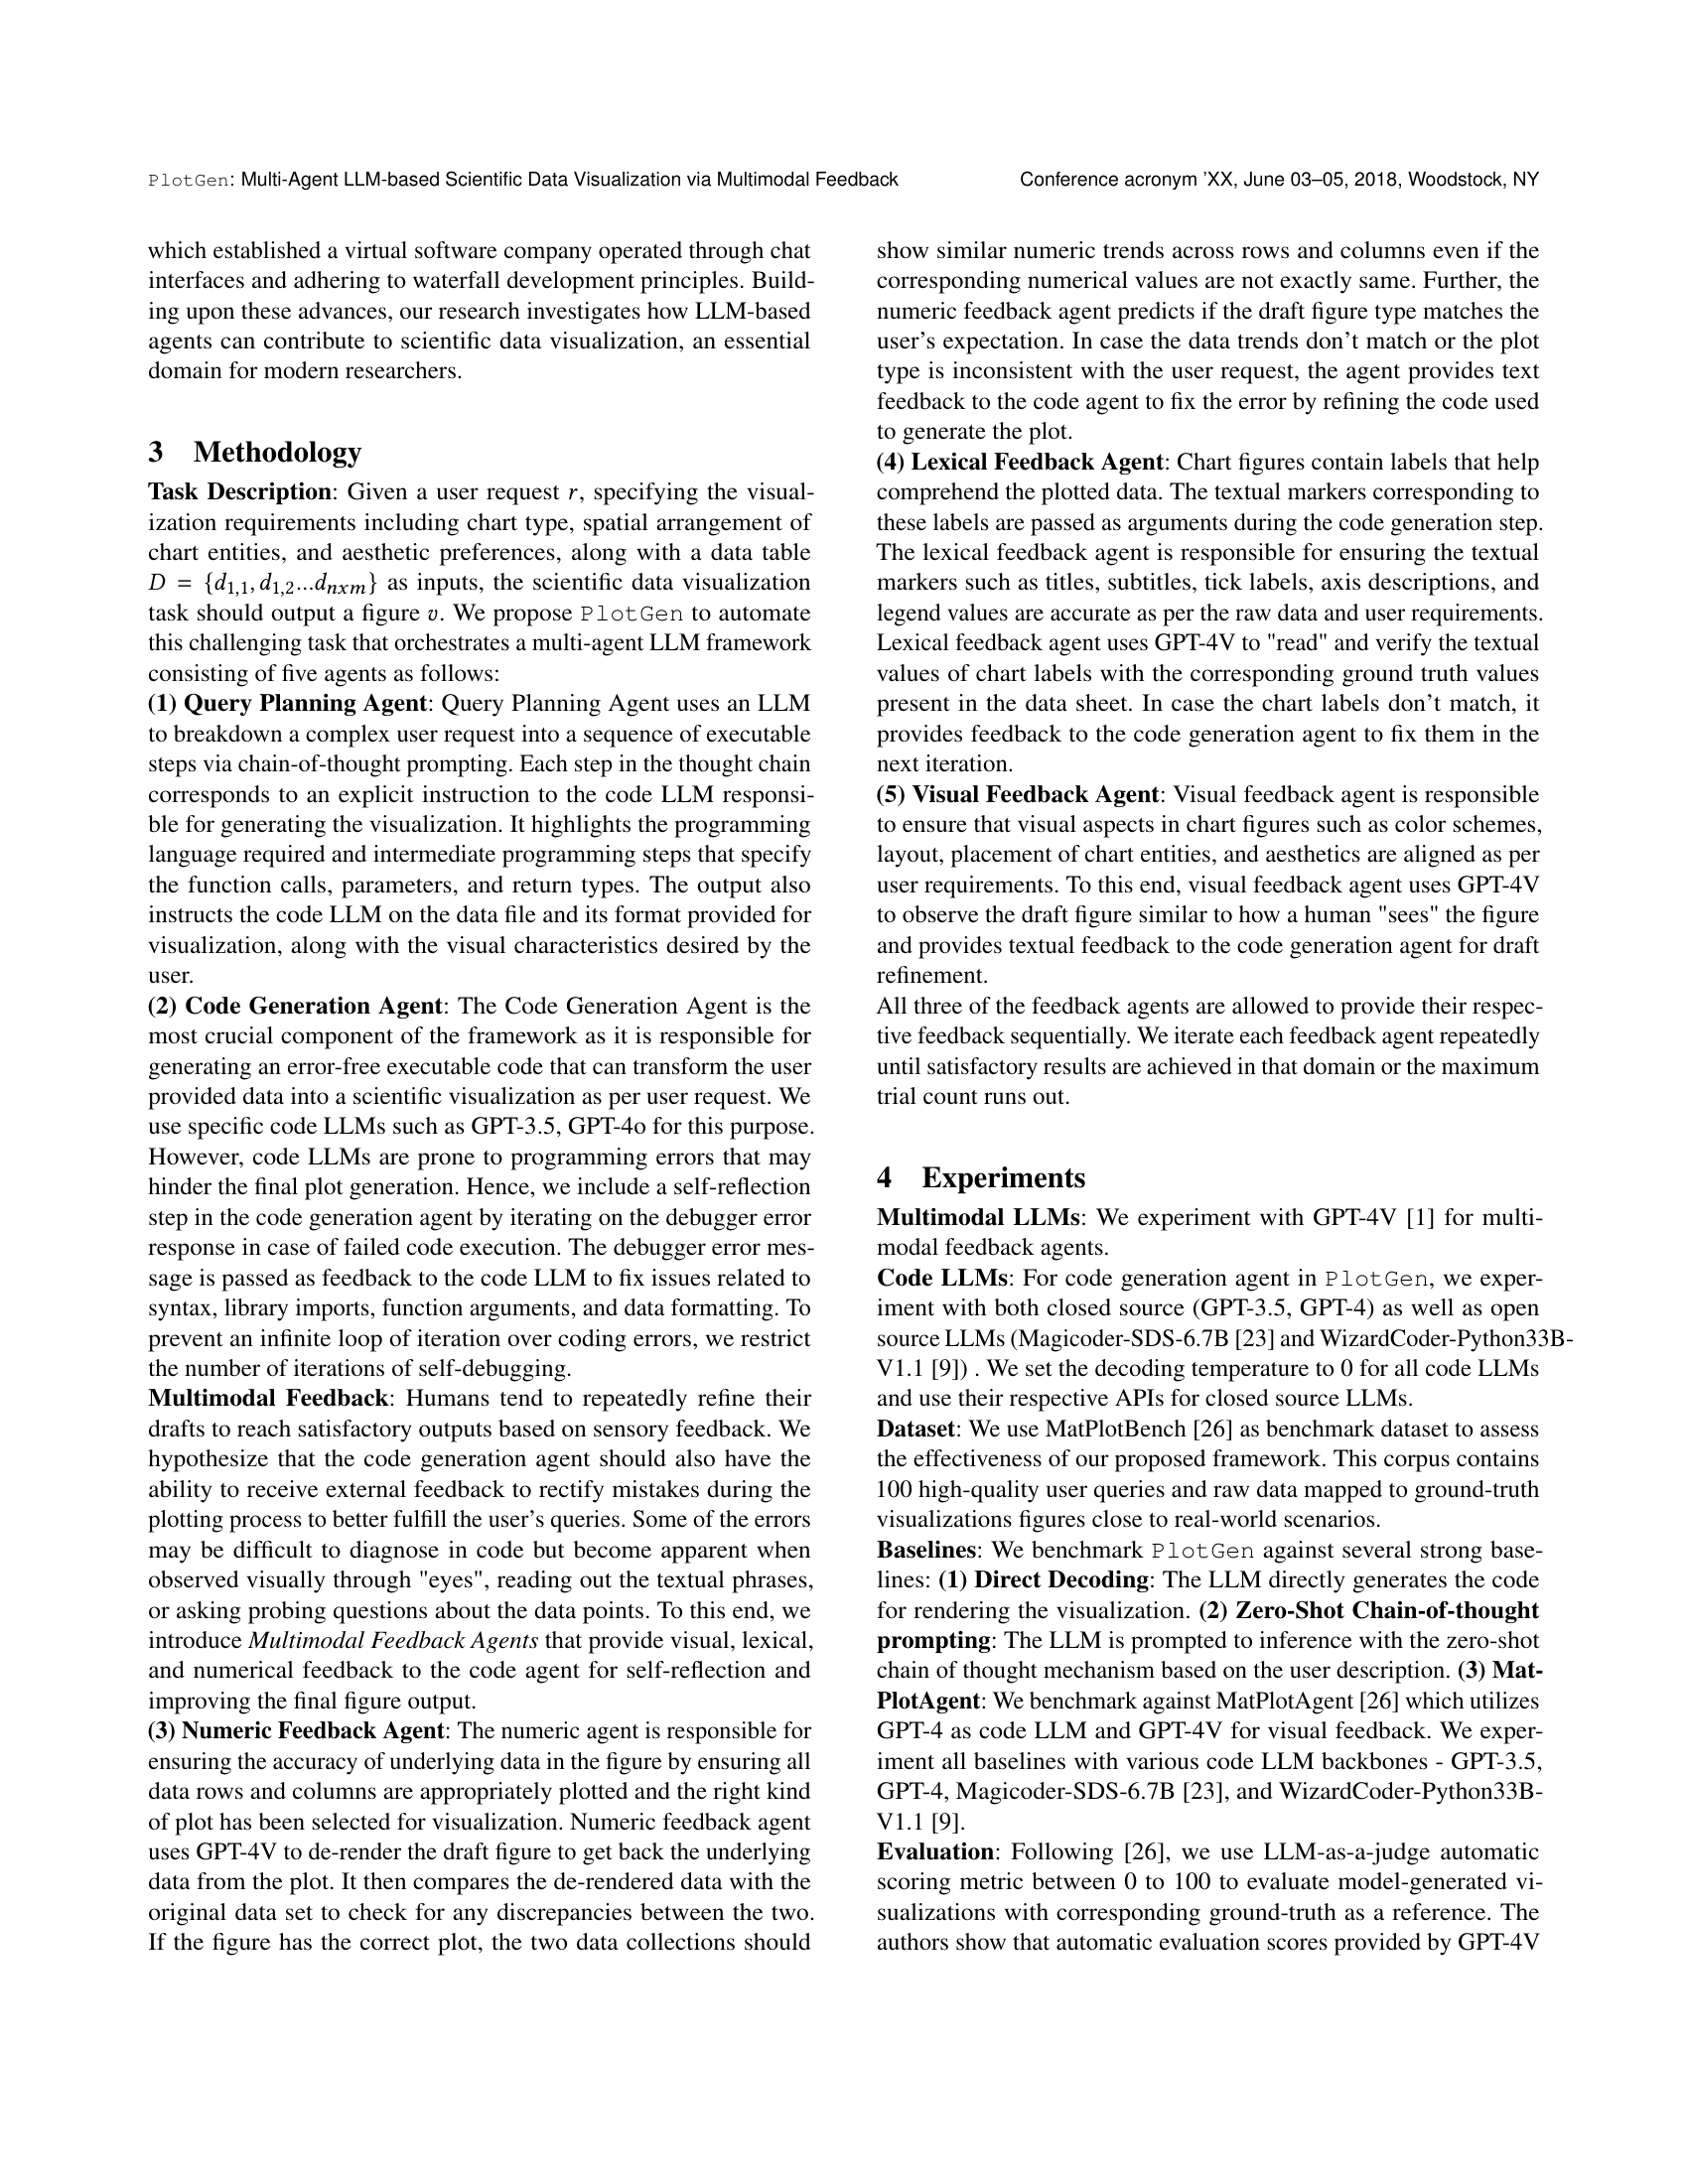 PlotGen: Multi-Agent LLM-based Scientific Data Visualization via Multimodal Feedback
Conference acronym 'XX, June 03–05, 2018, Woodstock, NY
which established a virtual software company operated through chat
interfaces and adhering to waterfall development principles. Build-
ing upon these advances, our research investigates how LLM-based
agents can contribute to scientific data visualization, an essential
domain for modern researchers.
3 Methodology
Task Description: Given a user request r, specifying the visual-
ization requirements including chart type, spatial arrangement of
chart entities, and aesthetic preferences, along with a data table
D = {d1,1, d1,2...dnxm} as inputs, the scientific data visualization
task should output a figure v. We propose PlotGen to automate
this challenging task that orchestrates a multi-agent LLM framework
consisting of five agents as follows:
(1) Query Planning Agent: Query Planning Agent uses an LLM
to breakdown a complex user request into a sequence of executable
steps via chain-of-thought prompting. Each step in the thought chain
corresponds to an explicit instruction to the code LLM responsi-
ble for generating the visualization. It highlights the programming
language required and intermediate programming steps that specify
the function calls, parameters, and return types. The output also
instructs the code LLM on the data file and its format provided for
visualization, along with the visual characteristics desired by the
user.
(2) Code Generation Agent: The Code Generation Agent is the
most crucial component of the framework as it is responsible for
generating an error-free executable code that can transform the user
provided data into a scientific visualization as per user request. We
use specific code LLMs such as GPT-3.5, GPT-4o for this purpose.
However, code LLMs are prone to programming errors that may
hinder the final plot generation. Hence, we include a self-reflection
step in the code generation agent by iterating on the debugger error
response in case of failed code execution. The debugger error mes-
sage is passed as feedback to the code LLM to fix issues related to
syntax, library imports, function arguments, and data formatting. To
prevent an infinite loop of iteration over coding errors, we restrict
the number of iterations of self-debugging.
Multimodal Feedback: Humans tend to repeatedly refine their
drafts to reach satisfactory outputs based on sensory feedback. We
hypothesize that the code generation agent should also have the
ability to receive external feedback to rectify mistakes during the
plotting process to better fulfill the user's queries. Some of the errors
may be difficult to diagnose in code but become apparent when
observed visually through "eyes", reading out the textual phrases,
or asking probing questions about the data points. To this end, we
introduce Multimodal Feedback Agents that provide visual, lexical,
and numerical feedback to the code agent for self-reflection and
improving the final figure output.
(3) Numeric Feedback Agent: The numeric agent is responsible for
ensuring the accuracy of underlying data in the figure by ensuring all
data rows and columns are appropriately plotted and the right kind
of plot has been selected for visualization. Numeric feedback agent
uses GPT-4V to de-render the draft figure to get back the underlying
data from the plot. It then compares the de-rendered data with the
original data set to check for any discrepancies between the two.
If the figure has the correct plot, the two data collections should
show similar numeric trends across rows and columns even if the
corresponding numerical values are not exactly same. Further, the
numeric feedback agent predicts if the draft figure type matches the
user's expectation. In case the data trends don't match or the plot
type is inconsistent with the user request, the agent provides text
feedback to the code agent to fix the error by refining the code used
to generate the plot.
(4) Lexical Feedback Agent: Chart figures contain labels that help
comprehend the plotted data. The textual markers corresponding to
these labels are passed as arguments during the code generation step.
The lexical feedback agent is responsible for ensuring the textual
markers such as titles, subtitles, tick labels, axis descriptions, and
legend values are accurate as per the raw data and user requirements.
Lexical feedback agent uses GPT-4V to "read" and verify the textual
values of chart labels with the corresponding ground truth values
present in the data sheet. In case the chart labels don't match, it
provides feedback to the code generation agent to fix them in the
next iteration.
(5) Visual Feedback Agent: Visual feedback agent is responsible
to ensure that visual aspects in chart figures such as color schemes,
layout, placement of chart entities, and aesthetics are aligned as per
user requirements. To this end, visual feedback agent uses GPT-4V
to observe the draft figure similar to how a human "sees" the figure
and provides textual feedback to the code generation agent for draft
refinement.
All three of the feedback agents are allowed to provide their respec-
tive feedback sequentially. We iterate each feedback agent repeatedly
until satisfactory results are achieved in that domain or the maximum
trial count runs out.
4 Experiments
Multimodal LLMs: We experiment with GPT-4V [1] for multi-
modal feedback agents.
Code LLMs: For code generation agent in PlotGen, we exper-
iment with both closed source (GPT-3.5, GPT-4) as well as open
source LLMs (Magicoder-SDS-6.7B [23] and WizardCoder-Python33B-
V1.1 [9]) . We set the decoding temperature to 0 for all code LLMs
and use their respective APIs for closed source LLMs.
Dataset: We use MatPlotBench [26] as benchmark dataset to assess
the effectiveness of our proposed framework. This corpus contains
100 high-quality user queries and raw data mapped to ground-truth
visualizations figures close to real-world scenarios.
Baselines: We benchmark PlotGen against several strong base-
lines: (1) Direct Decoding: The LLM directly generates the code
for rendering the visualization. (2) Zero-Shot Chain-of-thought
prompting: The LLM is prompted to inference with the zero-shot
chain of thought mechanism based on the user description. (3) Mat-
PlotAgent: We benchmark against MatPlotAgent [26] which utilizes
GPT-4 as code LLM and GPT-4V for visual feedback. We exper-
iment all baselines with various code LLM backbones - GPT-3.5,
GPT-4, Magicoder-SDS-6.7B [23], and WizardCoder-Python33B-
V1.1 [9].
Evaluation: Following [26], we use LLM-as-a-judge automatic
scoring metric between 0 to 100 to evaluate model-generated vi-
sualizations with corresponding ground-truth as a reference. The
authors show that automatic evaluation scores provided by GPT-4V